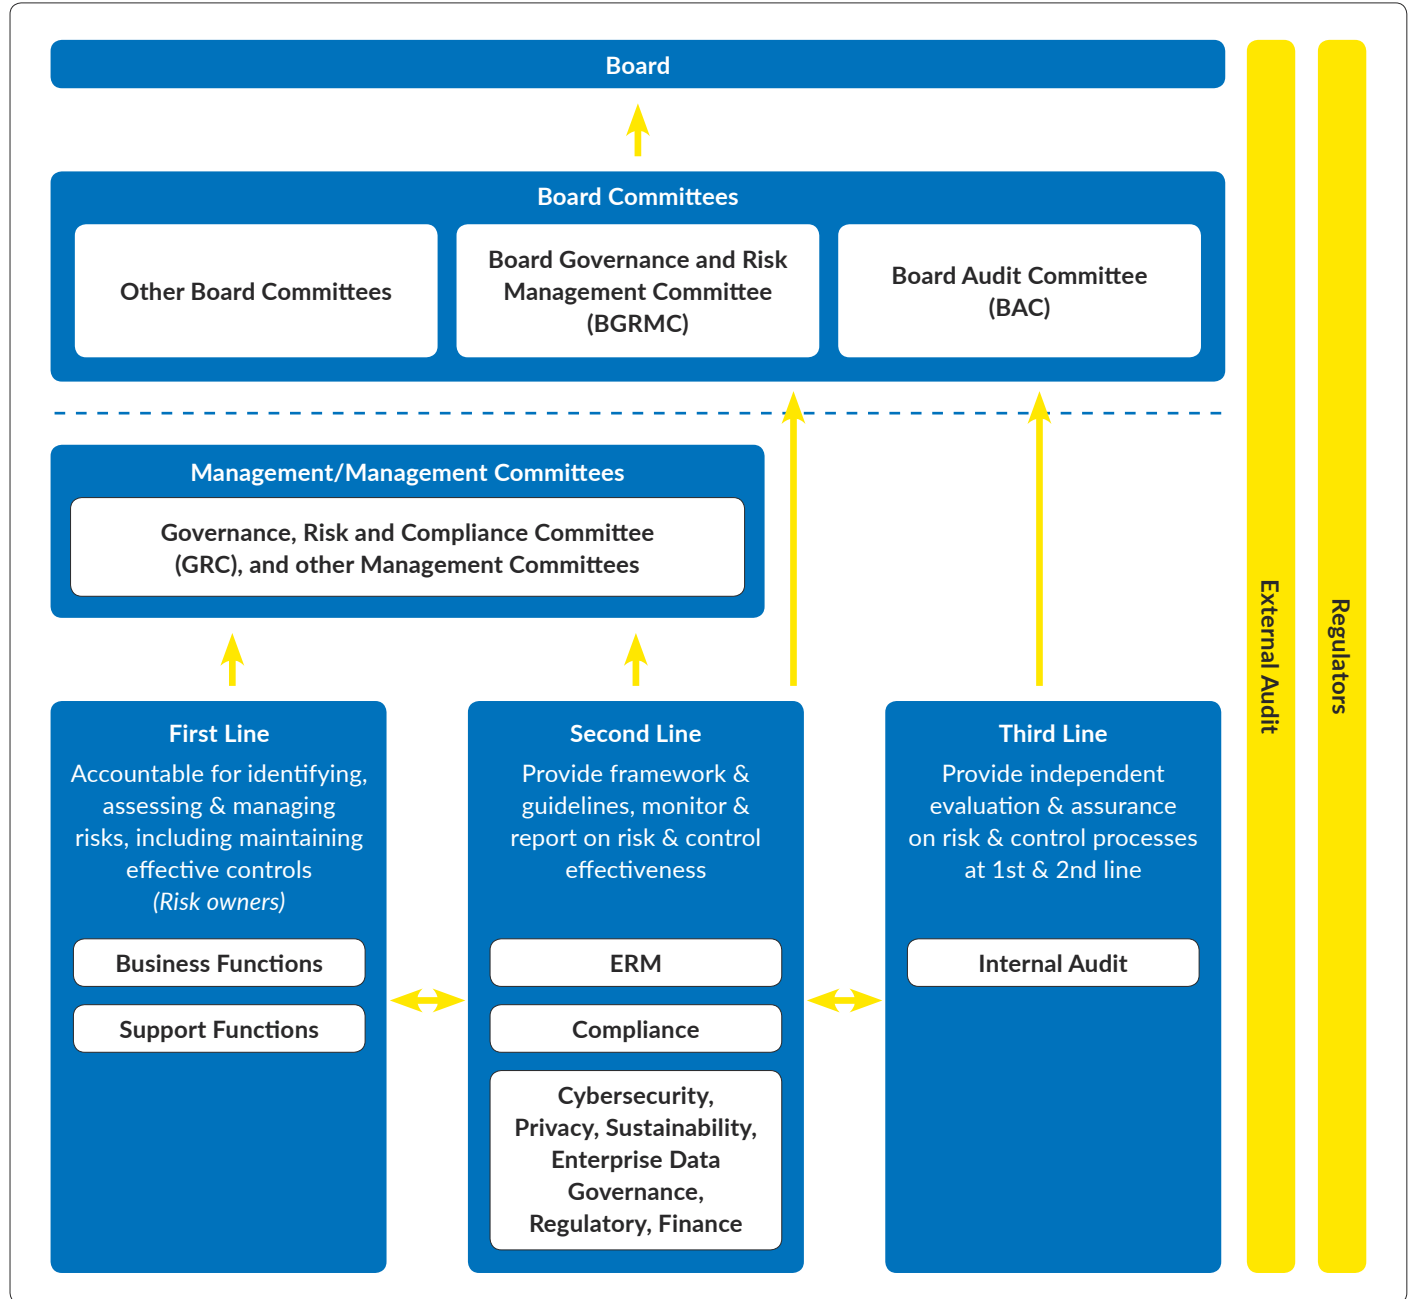 Board
Board Committees
Other Board Committees
Board Governance and Risk
Management Committee
(BGRMC)
Board Audit Committee
(BAC)
Management/Management Committees
Governance, Risk and Compliance Committee
(GRC), and other Management Committees
First Line
Accountable for identifying,
assessing & managing
risks, including maintaining
effective controls
(Risk owners)
Business Functions
Support Functions
Second Line
Provide framework &
guidelines, monitor &
report on risk & control
effectiveness
ERM
Compliance
Cybersecurity,
Privacy, Sustainability,
Enterprise Data
Governance,
Regulatory, Finance
Third Line
Provide independent
evaluation & assurance
on risk & control processes
at 1st & 2nd line
Internal Audit
External Audit
Regulators